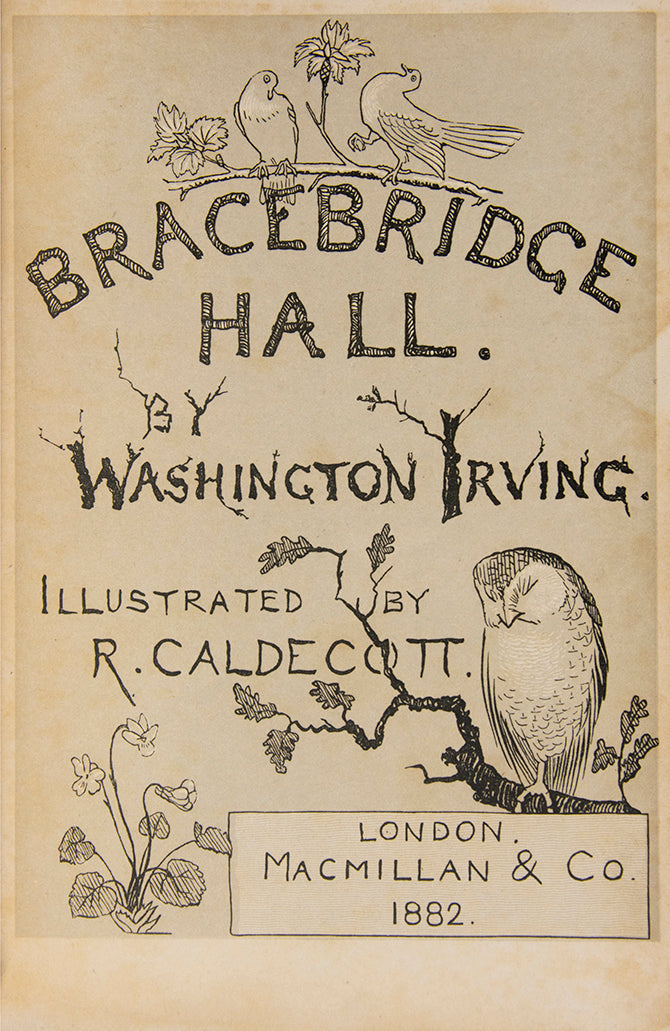 BRACEBRIDGE
HALL.
BY
WASHINGTON IRVING.
ILLUSTRATED BY
R. CALDECOTT.
LONDON.
MACMILLAN & CO.
1882.